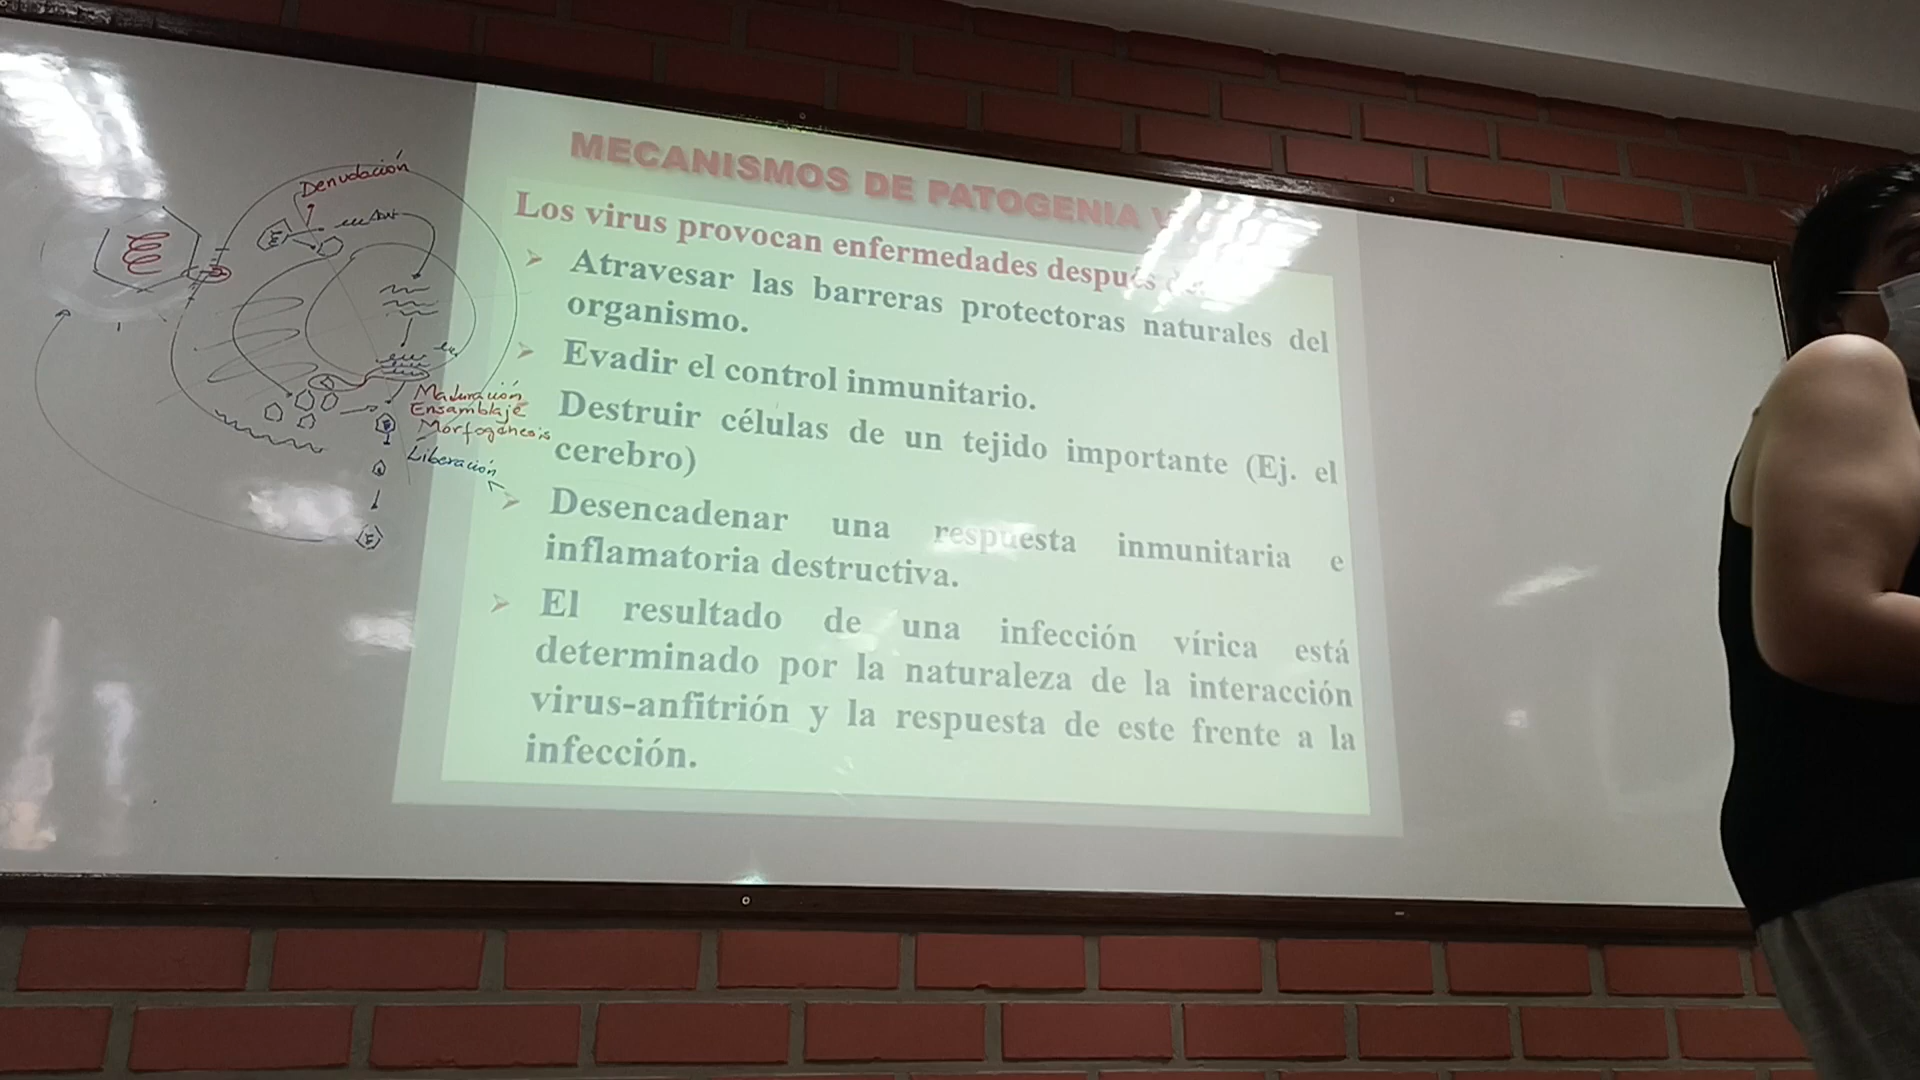 MECANISMOS DE PATOGENIA
Los virus provocan enfermedades después
➢ Atravesar las barreras protectoras naturales del
organismo.
➢ Evadir el control inmunitario.
Destruir células de un tejido importante (Ej. el
cerebro)
➢ Desencadenar una respuesta inmunitaria e
inflamatoria destructiva.
➢ El resultado de una infección vírica está
determinado por la naturaleza de la interacción
virus-anfitrión y la respuesta de este frente a la
infección.
Denudación
Maduración
Ensamblaje
Morfogénesis
Liberación